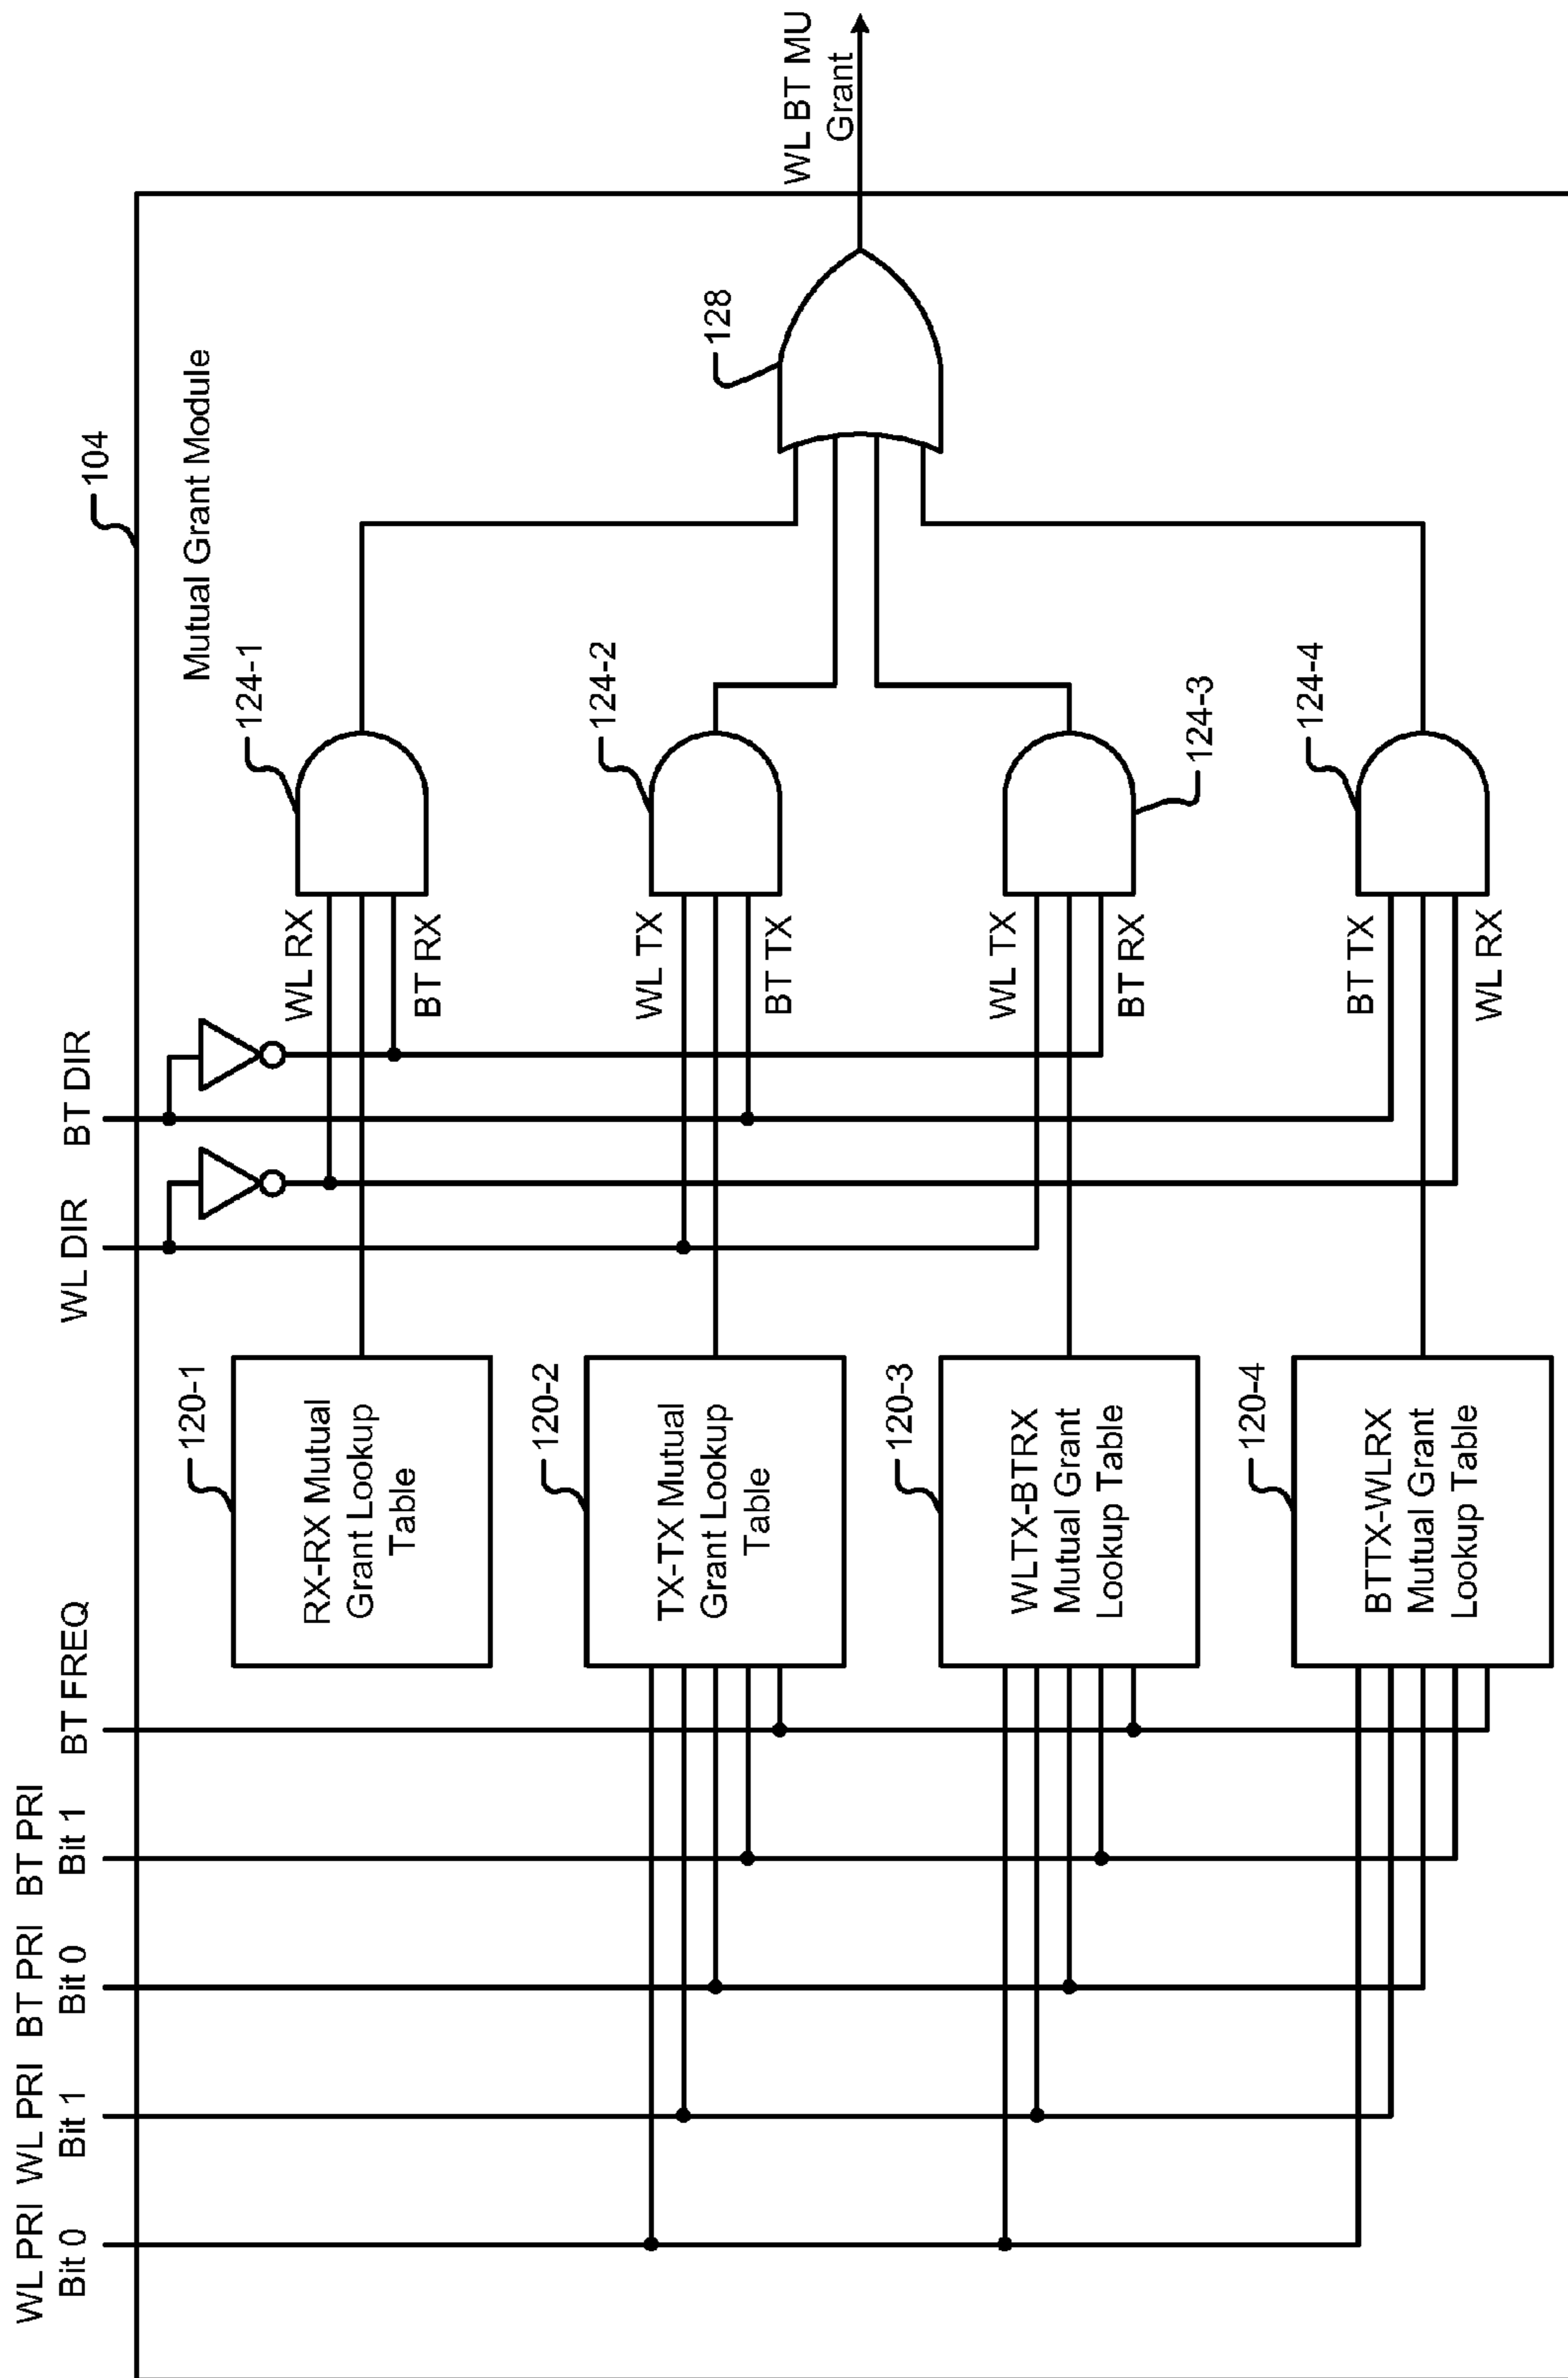 WL PRI
Bit 0
WL PRI
Bit 1
BT PRI
Bit 0
BT PRI
Bit 1
BT FREQ
WL DIR
BT DIR
104
Mutual Grant Module
120-1
RX-RX Mutual
Grant Lookup
Table
WL RX
BT RX
124-1
120-2
TX-TX Mutual
Grant Lookup
Table
WL TX
BT TX
124-2
128
WL BT MU
Grant
120-3
WLTX-BTRX
Mutual Grant
Lookup Table
WL TX
BT RX
124-3
120-4
BTTX-WLRX
Mutual Grant
Lookup Table
BT TX
WL RX
124-4